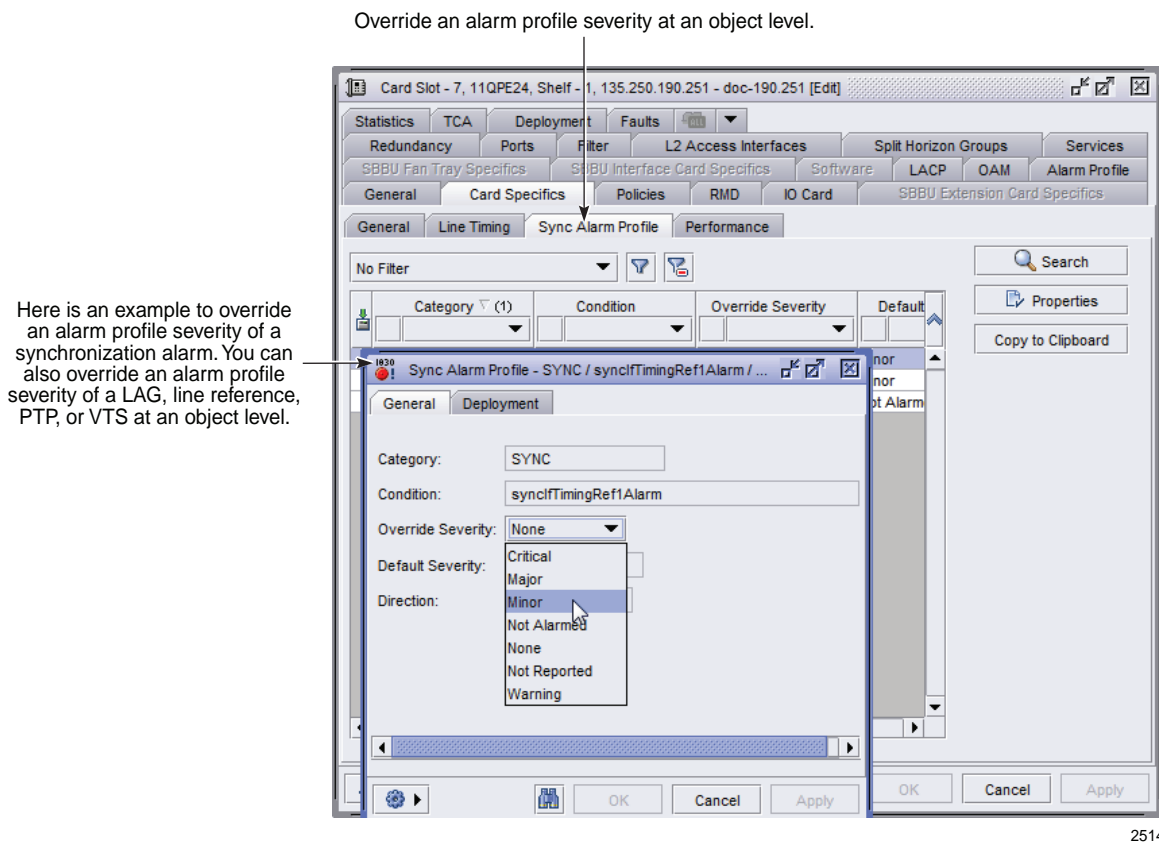 Override an alarm profile severity at an object level.
Card Slot - 7, 11QPE24, Shelf - 1, 135.250.190.251 - doc-190.251 [Edit]
Statistics TCA Deployment Faults ALL
Redundancy Ports Filter L2 Access Interfaces Split Horizon Groups Services
SBBU Fan Tray Specifics SBBU Interface Card Specifics Software LACP OAM Alarm Profile
General Card Specifics Policies RMD IO Card SBBU Extension Card Specifics
General Line Timing Sync Alarm Profile Performance
No Filter
Search
Category (1) Condition Override Severity Default
Properties
Copy to Clipboard
Here is an example to override
an alarm profile severity of a
synchronization alarm. You can
also override an alarm profile
severity of a LAG, line reference,
PTP, or VTS at an object level.
nor
nor
ot Alarm
Sync Alarm Profile - SYNC / syncIfTimingRef1Alarm / ...
General Deployment
Category: SYNC
Condition: syncIfTimingRef1Alarm
Override Severity: None
Default Severity:
Direction:
Critical
Major
Minor
Not Alarmed
None
Not Reported
Warning
OK Cancel Apply
OK Cancel Apply